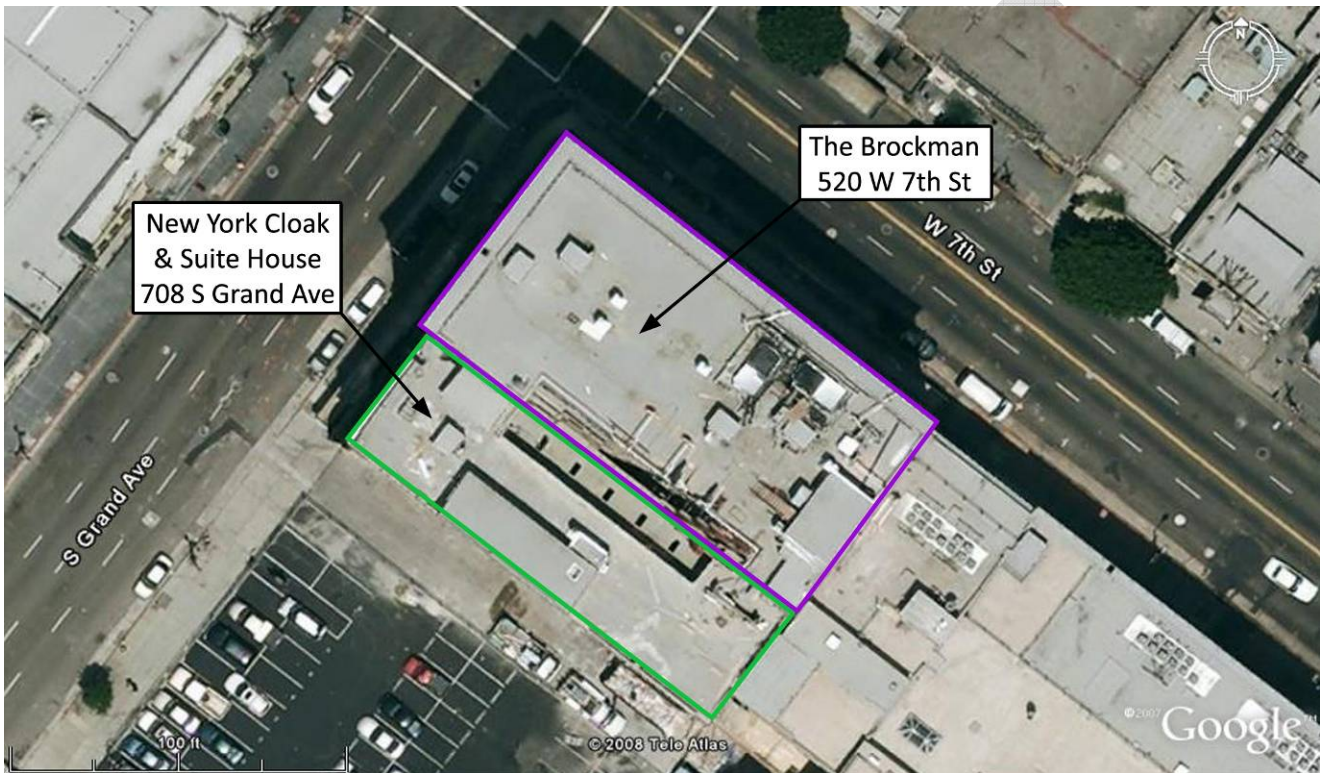 The Brockman
520 W 7th St
New York Cloak
& Suite House
708 S Grand Ave
N
W 7th St
S Grand Ave
100 ft
© 2008 Tele Atlas
©2007 Google™